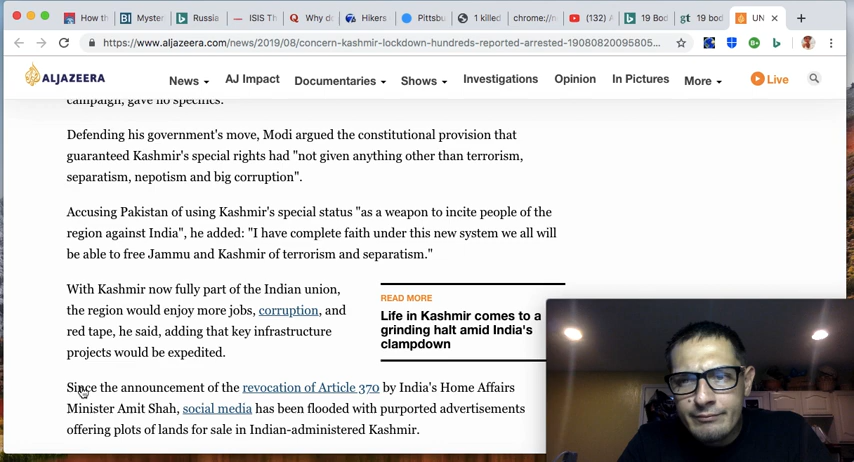 How th
Myster
Russia
ISIS Th
Why do
Hikers
Pittsbu
1 killed
chrome://n
(132) A
19 Bod
19 bod
UN
https://www.aljazeera.com/news/2019/08/concern-kashmir-lockdown-hundreds-reported-arrested-19080820095805...
ALJAZEERA
News
AJ Impact
Documentaries
Shows
Investigations
Opinion
In Pictures
More
Live
campaign, gave no specifics.
Defending his government's move, Modi argued the constitutional provision that
guaranteed Kashmir's special rights had "not given anything other than terrorism,
separatism, nepotism and big corruption".
Accusing Pakistan of using Kashmir's special status "as a weapon to incite people of the
region against India", he added: "I have complete faith under this new system we all will
be able to free Jammu and Kashmir of terrorism and separatism."
With Kashmir now fully part of the Indian union,
the region would enjoy more jobs, corruption, and
red tape, he said, adding that key infrastructure
projects would be expedited.
READ MORE
Life in Kashmir comes to a
grinding halt amid India's
clampdown
Since the announcement of the revocation of Article 370 by India's Home Affairs
Minister Amit Shah, social media has been flooded with purported advertisements
offering plots of lands for sale in Indian-administered Kashmir.